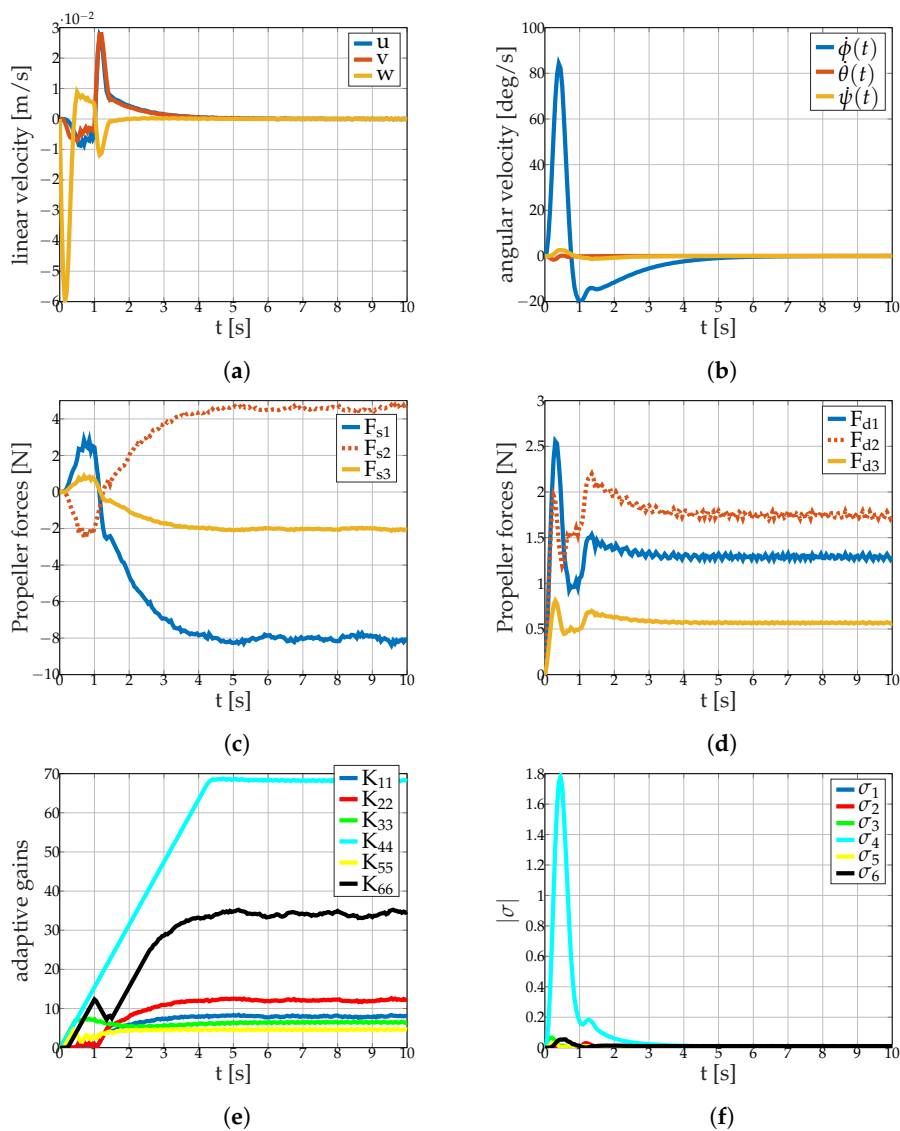 ·10⁻²
3
2
1
0
−1
−2
−3
−4
−5
−6
0 1 2 3 4 5 6 7 8 9 10
linear velocity [m/s]
t [s]
u
v
w
(a)
100
80
60
40
20
0
−20
0 1 2 3 4 5 6 7 8 9 10
angular velocity [deg/s]
t [s]
ϕ̇(t)
θ̇(t)
ψ̇(t)
(b)
4
2
0
−2
−4
−6
−8
−10
0 1 2 3 4 5 6 7 8 9 10
Propeller forces [N]
t [s]
F_s1
F_s2
F_s3
(c)
3
2.5
2
1.5
1
0.5
0
0 1 2 3 4 5 6 7 8 9 10
Propeller forces [N]
t [s]
F_d1
F_d2
F_d3
(d)
70
60
50
40
30
20
10
0
0 1 2 3 4 5 6 7 8 9 10
adaptive gains
t [s]
K₁₁
K₂₂
K₃₃
K₄₄
K₅₅
K₆₆
(e)
1.8
1.6
1.4
1.2
1
0.8
0.6
0.4
0.2
0
0 1 2 3 4 5 6 7 8 9 10
|σ|
t [s]
σ₁
σ₂
σ₃
σ₄
σ₅
σ₆
(f)